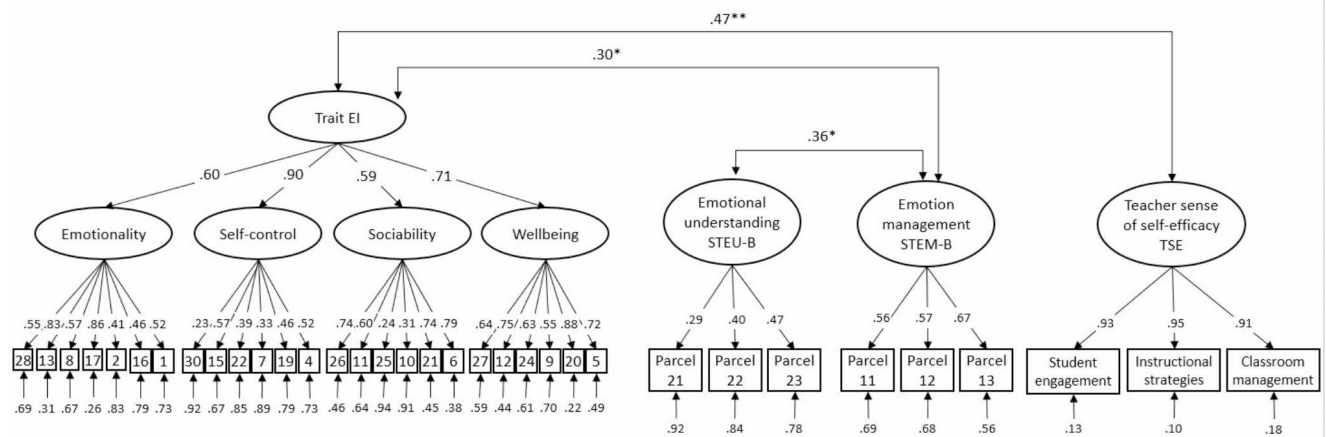 .47**
.30*
Trait EI
.36*
.60 .90 .59 .71
Emotionality
Self-control
Sociability
Wellbeing
Emotional
understanding
STEU-B
Emotion
management
STEM-B
Teacher sense
of self-efficacy
TSE
.55 .83 .57 .86 .41 .46 .52
.23 .57 .39 .33 .46 .52
.74 .60 .24 .31 .74 .79
.64 .75 .63 .55 .88 .72
.29 .40 .47
.56 .57 .67
.93 .95 .91
28 13 8 17 2 16 1
30 15 22 7 19 4
26 11 25 10 21 6
27 12 24 9 20 5
Parcel
21
Parcel
22
Parcel
23
Parcel
11
Parcel
12
Parcel
13
Student
engagement
Instructional
strategies
Classroom
management
.69 .31 .67 .26 .83 .79 .73
.92 .67 .85 .89 .79 .73
.46 .64 .94 .91 .45 .38
.59 .44 .61 .70 .22 .49
.92 .84 .78
.69 .68 .56
.13 .10 .18